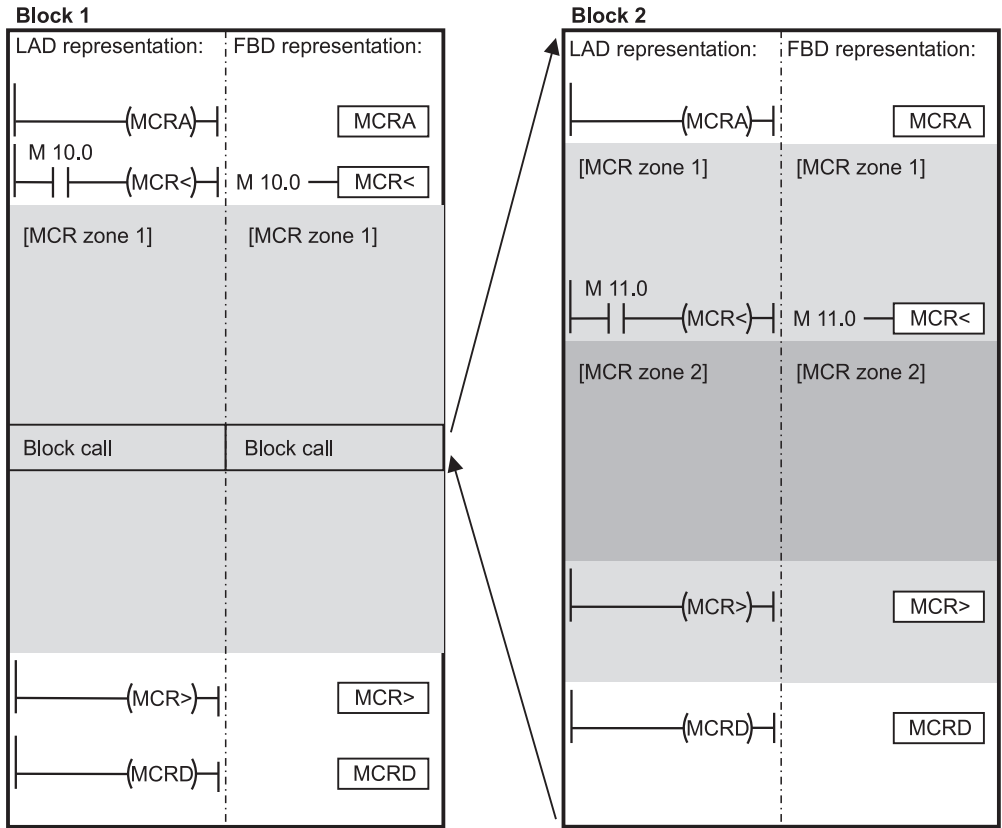 Block 1
LAD representation: FBD representation:
(MCRA) MCRA
M 10.0
(MCR<) M 10.0 MCR<
[MCR zone 1] [MCR zone 1]
Block call Block call
(MCR>) MCR>
(MCRD) MCRD
Block 2
LAD representation: FBD representation:
(MCRA) MCRA
[MCR zone 1] [MCR zone 1]
M 11.0
(MCR<) M 11.0 MCR<
[MCR zone 2] [MCR zone 2]
(MCR>) MCR>
(MCRD) MCRD